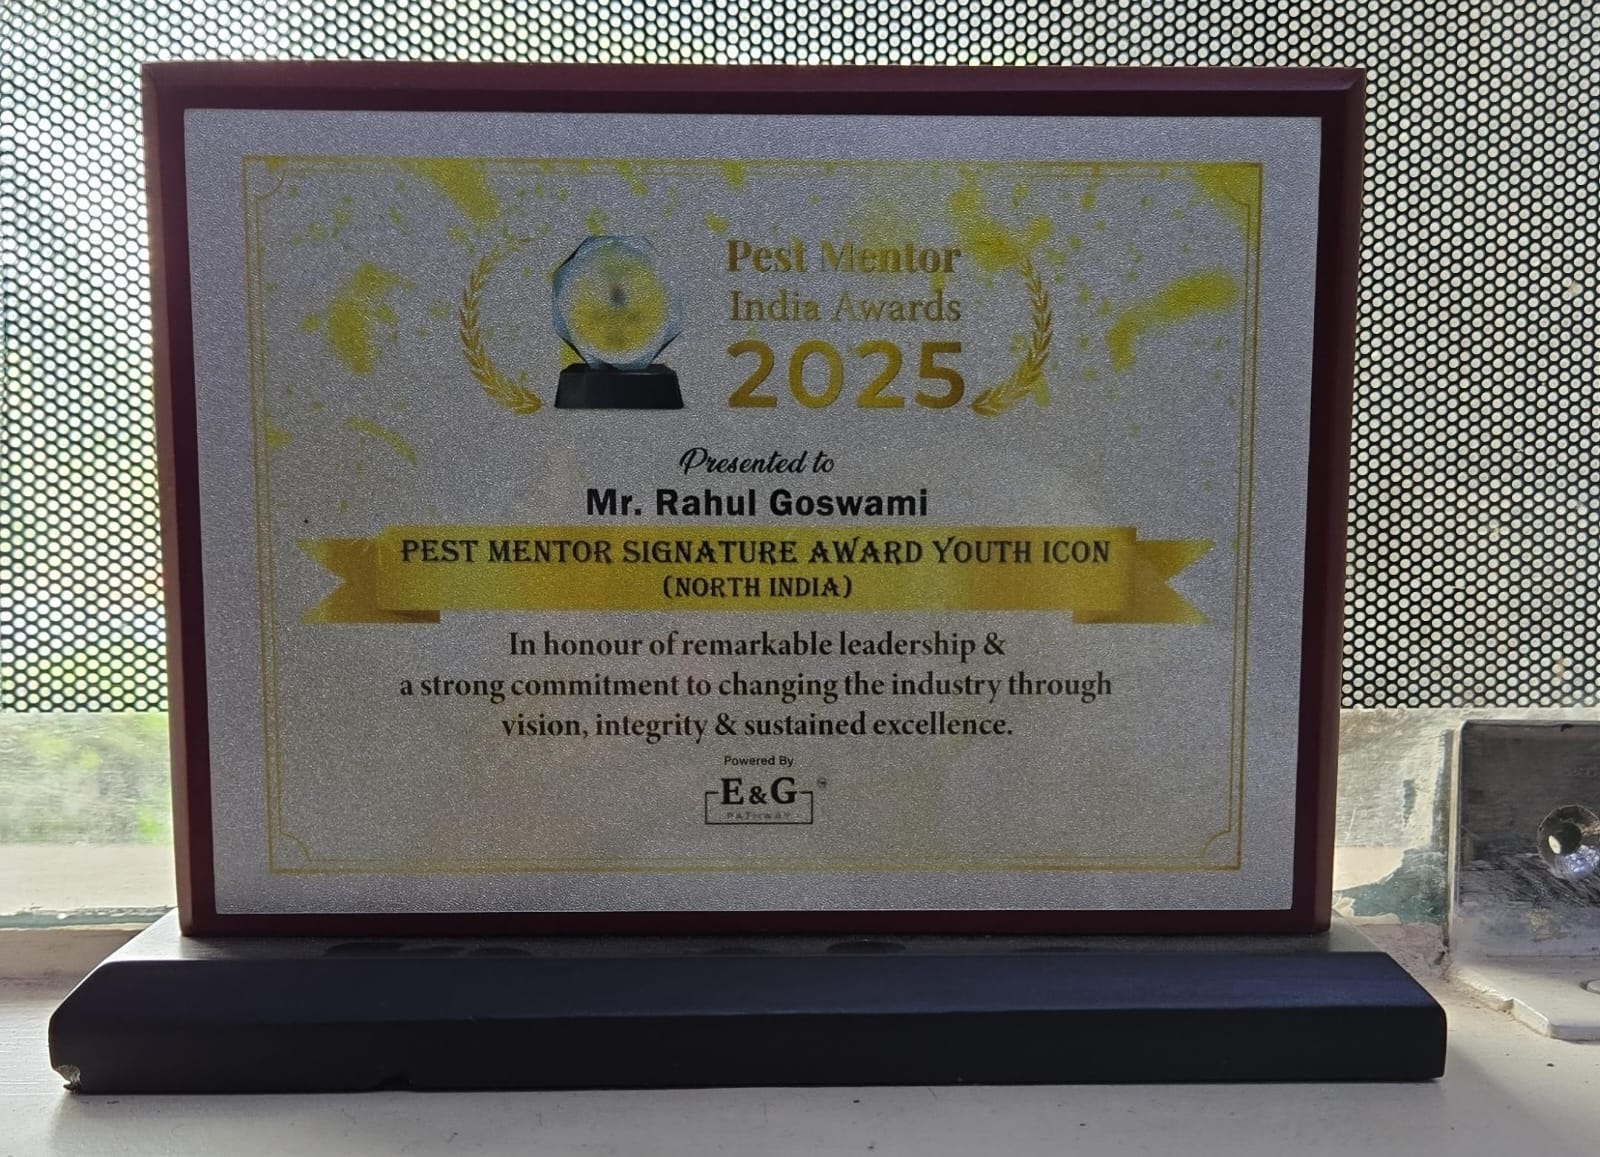 Pest Mentor
India Awards
2025
Presented to
Mr. Rahul Goswami
PEST MENTOR SIGNATURE AWARD YOUTH ICON
(NORTH INDIA)
In honour of remarkable leadership &
a strong commitment to changing the industry through
vision, integrity & sustained excellence.
Powered By
E&G
PATHWAY